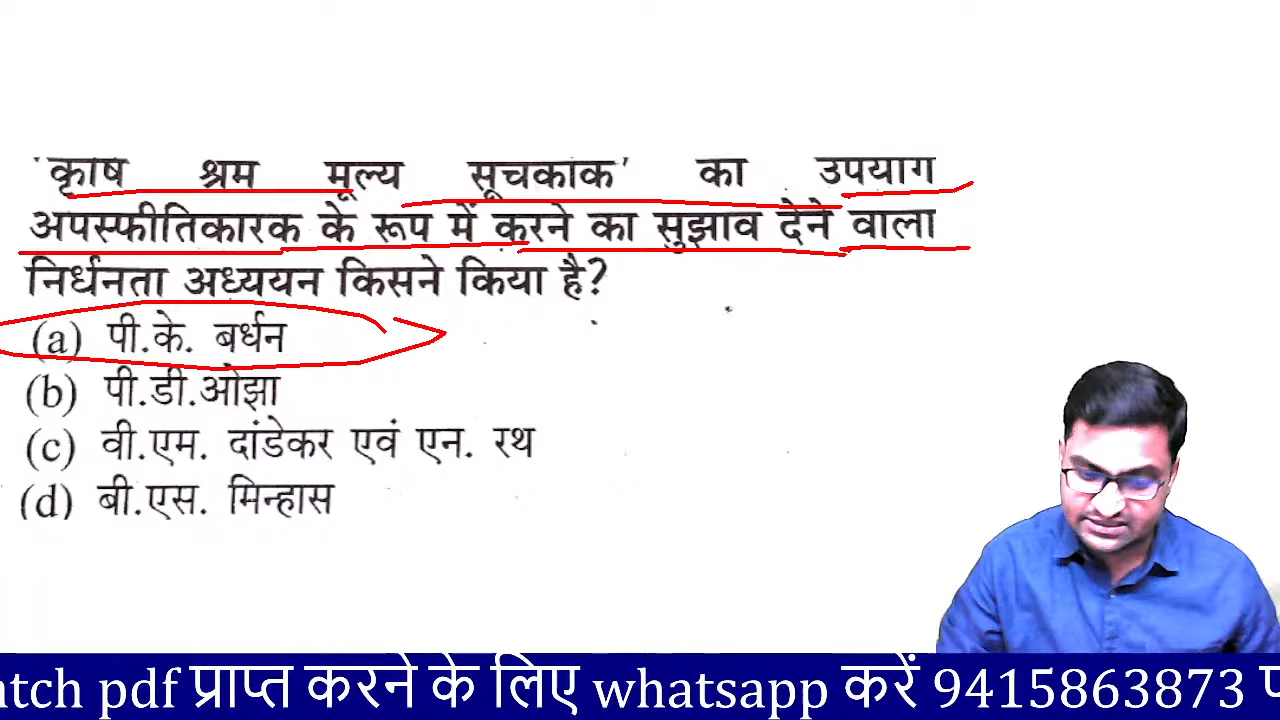 'कृषि श्रम मूल्य सूचकांक' का उपयोग
अपस्फीतिकारक के रूप में करने का सुझाव देने वाला
निर्धनता अध्ययन किसने किया है?
(a) पी.के. बर्धन
(b) पी.डी.ओझा
(c) वी.एम. दांडेकर एवं एन. रथ
(d) बी.एस. मिन्हास
atch pdf प्राप्त करने के लिए whatsapp करें 9415863873 प